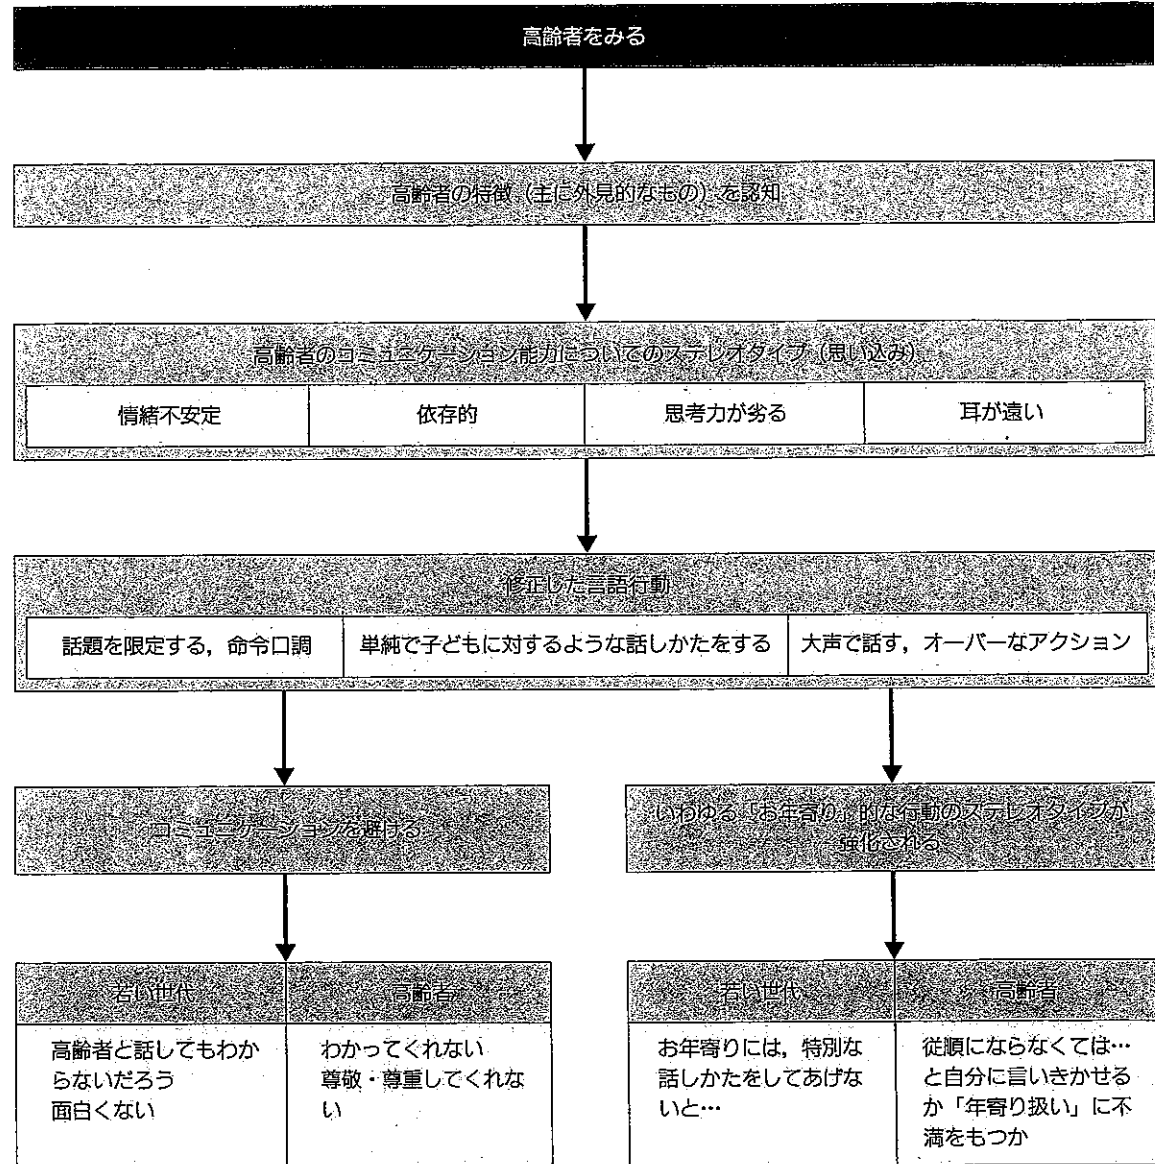 高齢者をみる
高齢者の特徴（主に外見的なもの）を認知
高齢者のコミュニケーション能力についてのステレオタイプ（思い込み）
情緒不安定
依存的
思考力が劣る
耳が遠い
修正した言語行動
話題を限定する，命令口調
単純で子どもに対するような話しかたをする
大声で話す，オーバーなアクション
コミュニケーションを避ける
いわゆる「お年寄り」的な行動のステレオタイプが
強化される
若い世代
高齢者
高齢者と話してもわか
らないだろう
面白くない
わかってくれない
尊敬・尊重してくれな
い
若い世代
高齢者
お年寄りには，特別な
話しかたをしてあげな
いと…
従順にならなくては…
と自分に言いきかせる
か「年寄り扱い」に不
満をもつか